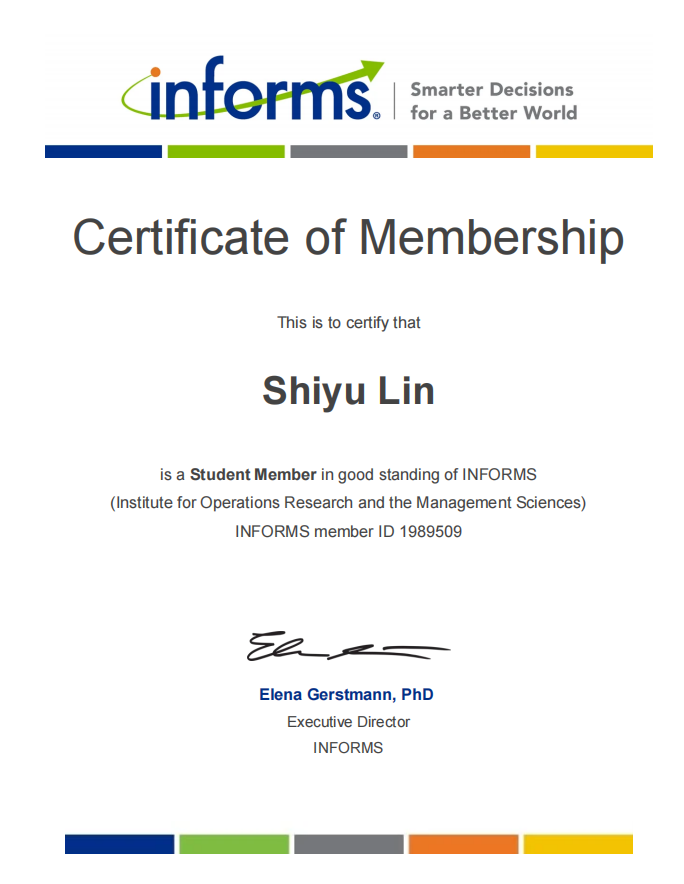 informs® | Smarter Decisions
for a Better World
Certificate of Membership
This is to certify that
Shiyu Lin
is a Student Member in good standing of INFORMS
(Institute for Operations Research and the Management Sciences)
INFORMS member ID 1989509
Elena Gerstmann, PhD
Executive Director
INFORMS